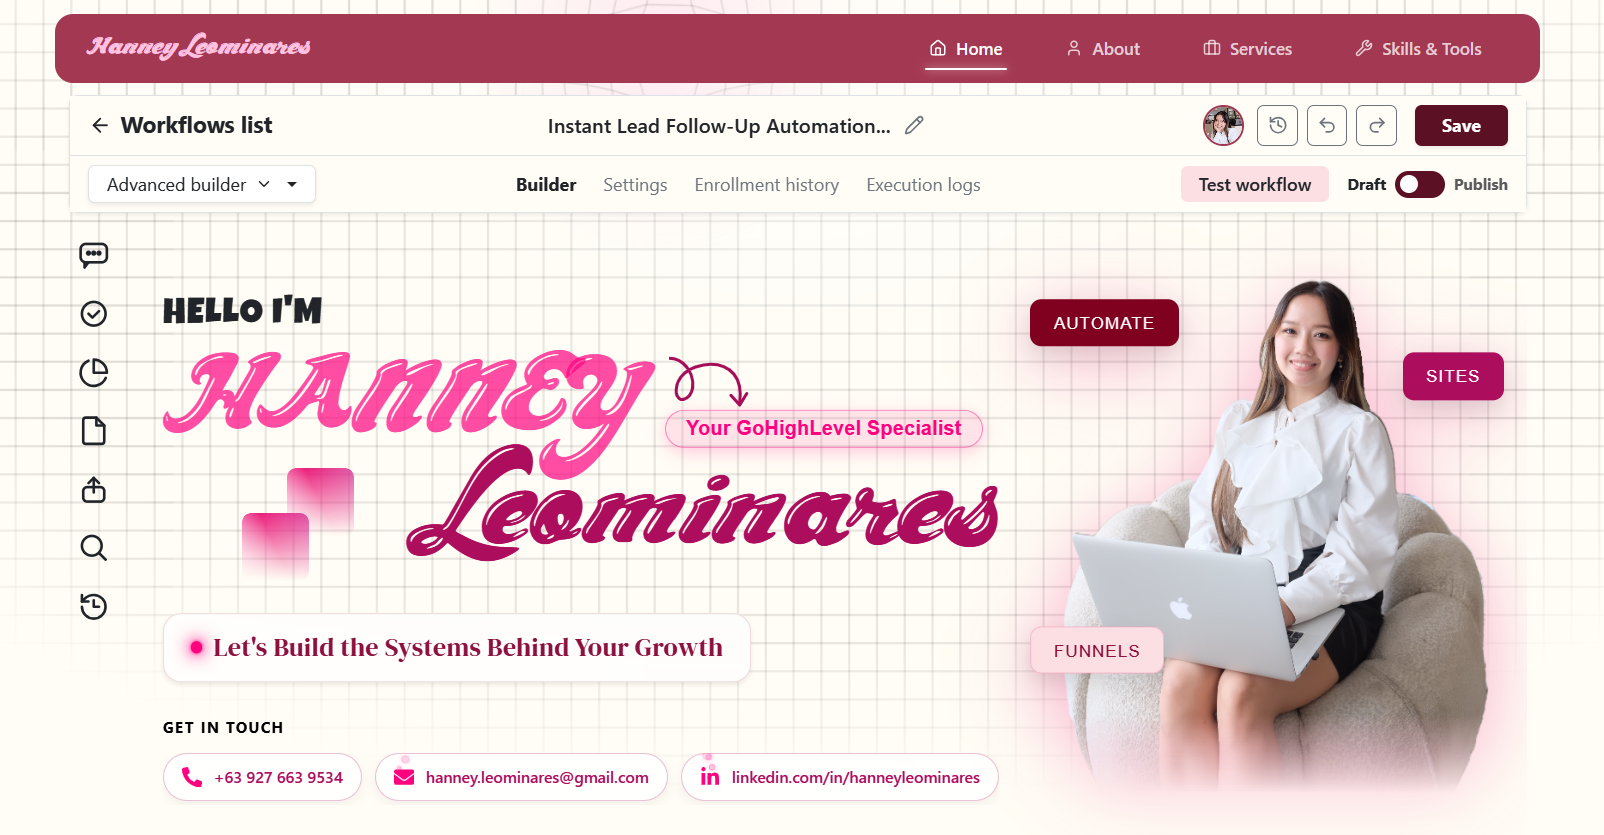 Hanney Leominares
Home
About
Services
Skills & Tools
Workflows list
Instant Lead Follow-Up Automation...
Save
Advanced builder
Builder
Settings
Enrollment history
Execution logs
Test workflow
Draft
Publish
HELLO I'M
HANNEY
Your GoHighLevel Specialist
Leominares
AUTOMATE
SITES
FUNNELS
Let's Build the Systems Behind Your Growth
GET IN TOUCH
+63 927 663 9534
hanney.leominares@gmail.com
linkedin.com/in/hanneyleominares